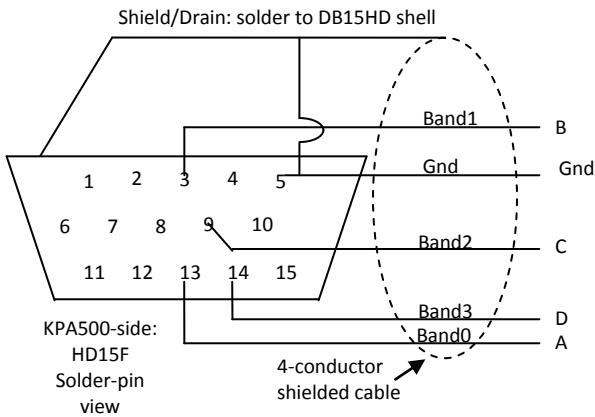 Shield/Drain: solder to DB15HD shell
Band1 B
1 2 3 4 5 Gnd Gnd
6 7 8 9 10
Band2 C
11 12 13 14 15
Band3 D
Band0 A
KPA500-side:
HD15F
Solder-pin
view
4-conductor
shielded cable